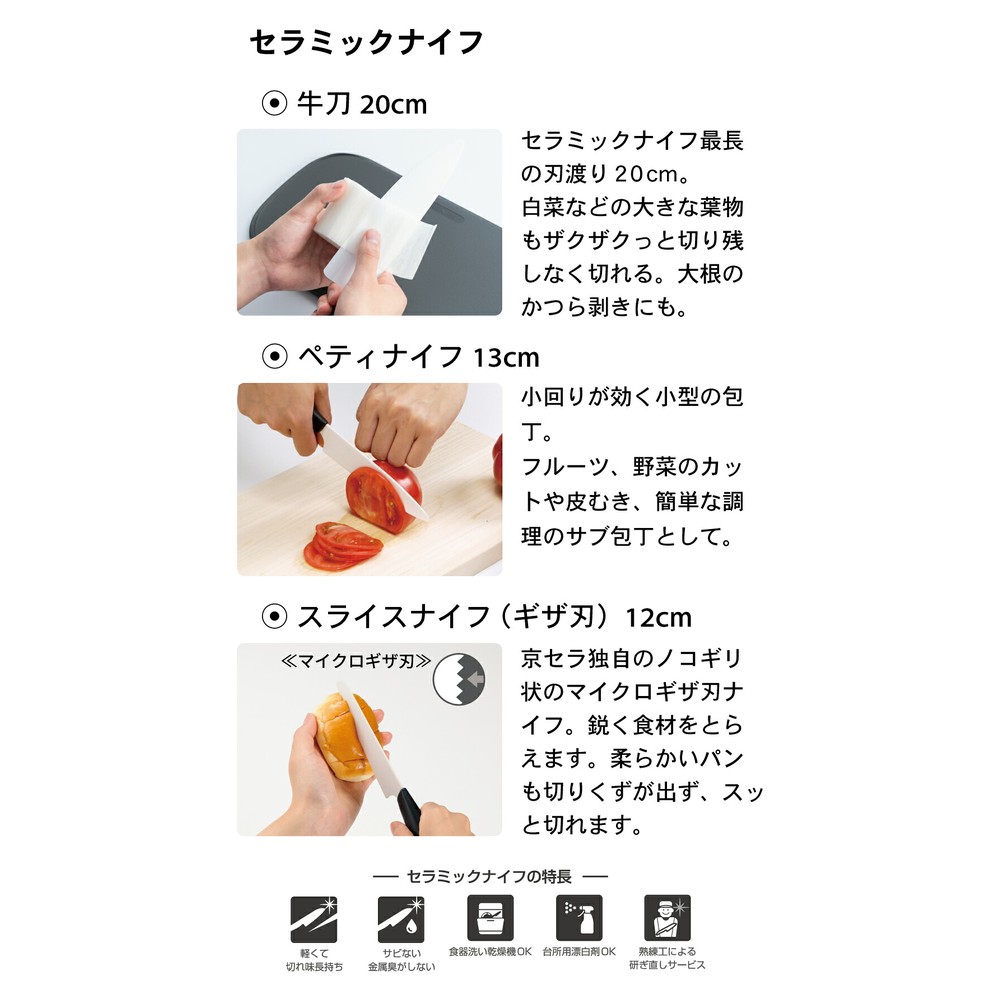 セラミックナイフ
牛刀 20cm
セラミックナイフ最長
の刃渡り20cm。
白菜などの大きな葉物
もザクザクっと切り残
しなく切れる。大根の
かつら剥きにも。
ペティナイフ 13cm
小回りが効く小型の包
丁。
フルーツ、野菜のカッ
トや皮むき、簡単な調
理のサブ包丁として。
スライスナイフ（ギザ刃） 12cm
≪マイクロギザ刃≫
京セラ独自のノコギリ
状のマイクロギザ刃ナ
イフ。鋭く食材をとら
えます。柔らかいパン
も切りくずが出ず、スッ
と切れます。
セラミックナイフの特長
軽くて
切れ味長持ち
サビない
金属臭がしない
食器洗い乾燥機OK
台所用漂白剤OK
熟練工による
研ぎ直しサービス